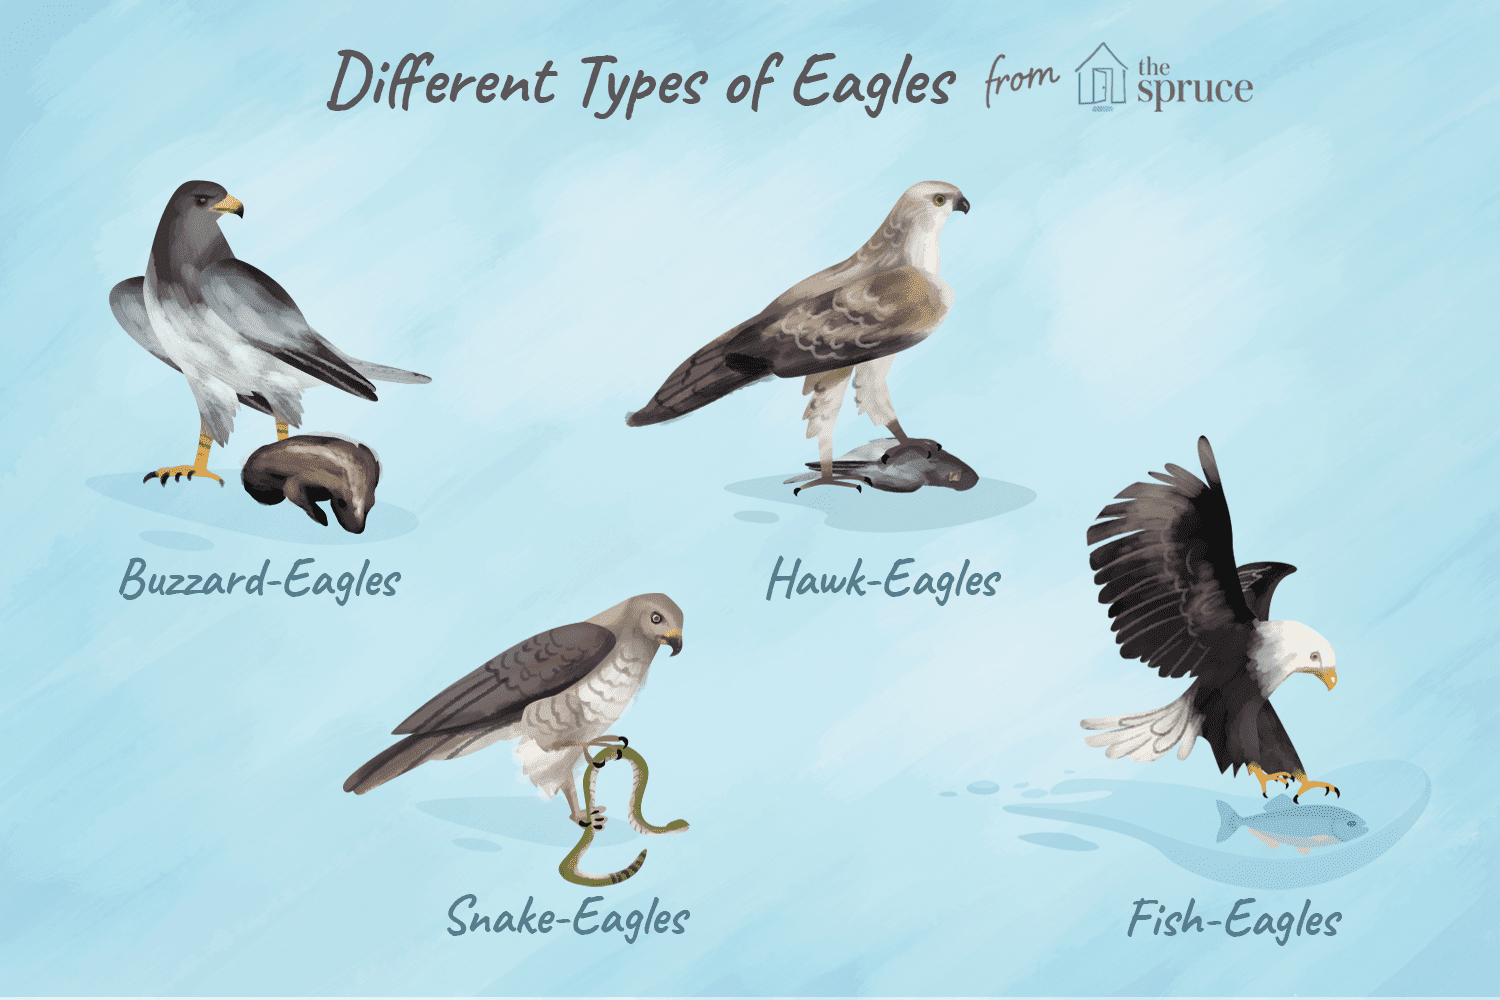 Different Types of Eagles from the spruce
Buzzard-Eagles
Hawk-Eagles
Snake-Eagles
Fish-Eagles